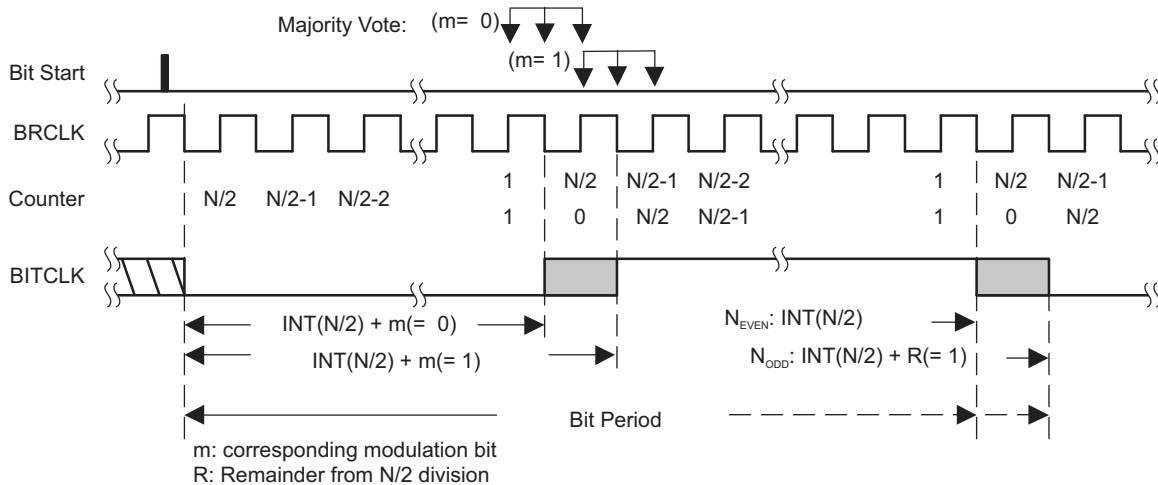 Majority Vote: (m= 0)
(m= 1)
Bit Start
BRCLK
Counter
N/2 N/2-1 N/2-2 1 N/2 N/2-1 N/2-2 1 N/2 N/2-1
1 0 N/2 N/2-1 1 0 N/2
BITCLK
INT(N/2) + m(= 0) NEVEN: INT(N/2)
INT(N/2) + m(= 1) NODD: INT(N/2) + R(= 1)
Bit Period
m: corresponding modulation bit
R: Remainder from N/2 division